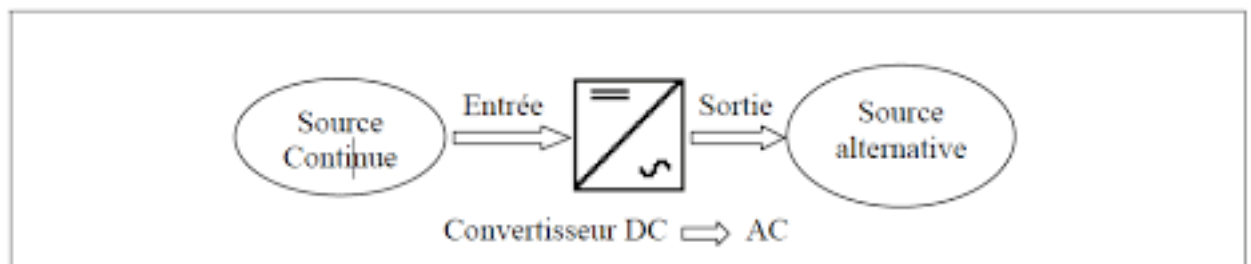 Source
Continue
Entrée
Sortie
Source
alternative
Convertisseur DC ⇨ AC